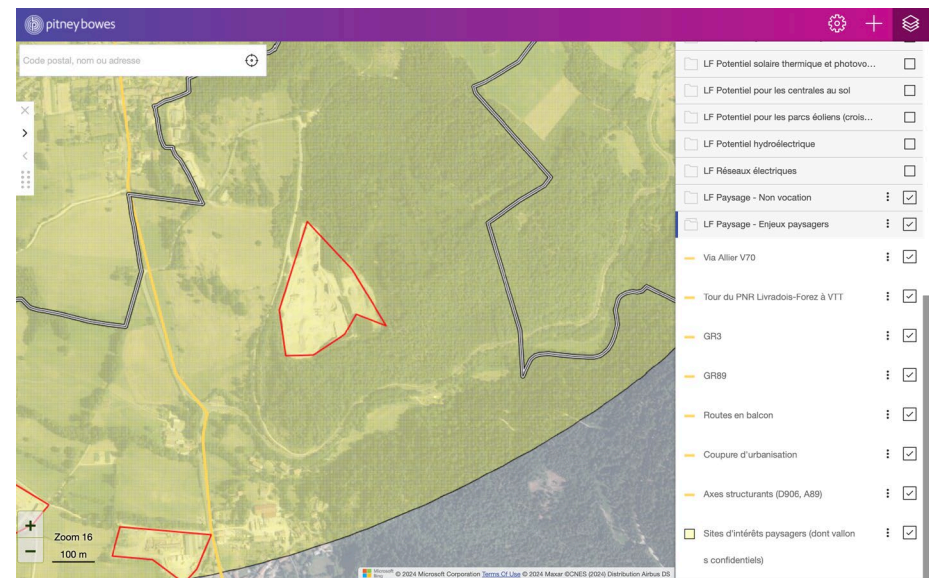 pitney bowes
Code postal, nom ou adresse
LF Potentiel solaire thermique et photovo...
LF Potentiel pour les centrales au sol
LF Potentiel pour les parcs éoliens (crois...
LF Potentiel hydroélectrique
LF Réseaux électriques
LF Paysage - Non vocation
LF Paysage - Enjeux paysagers
Via Allier V70
Tour du PNR Livradois-Forez à VTT
GR3
GR89
Routes en balcon
Coupure d'urbanisation
Axes structurants (D906, A89)
Sites d'intérêts paysagers (dont vallon
s confidentiels)
Zoom 16
100 m
Microsoft
Bing
© 2024 Microsoft Corporation Terms Of Use © 2024 Maxar ©CNES (2024) Distribution Airbus DS